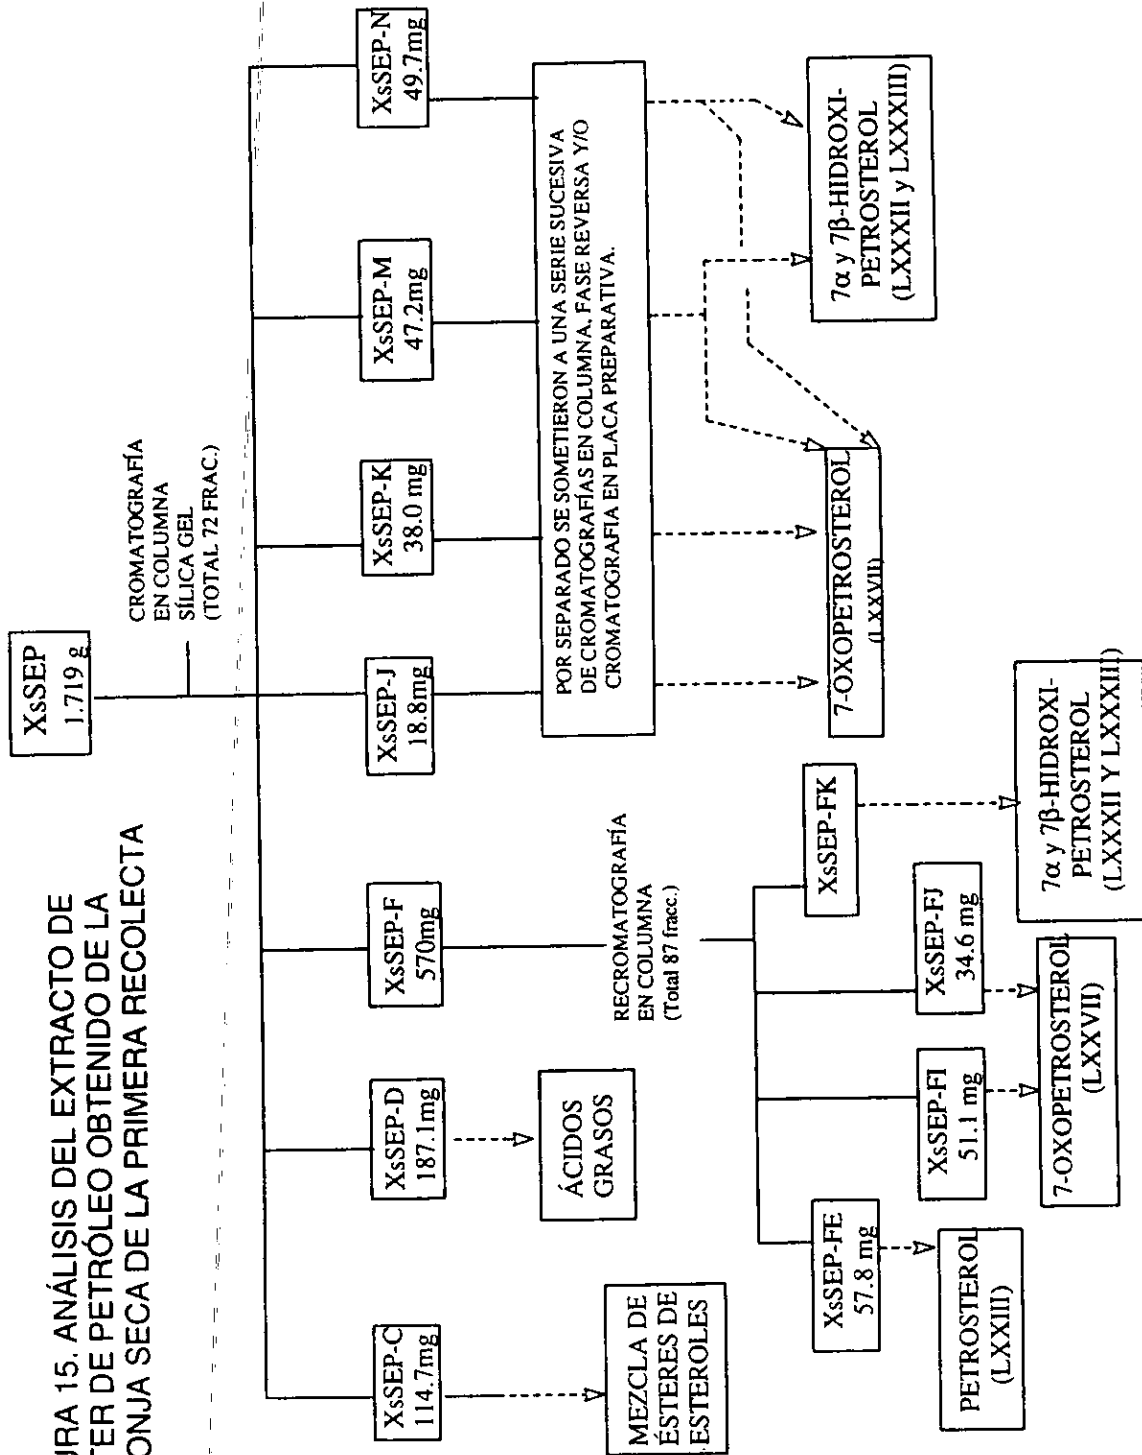 URA 15. ANÁLISIS DEL EXTRACTO DE
TER DE PETRÓLEO OBTENIDO DE LA
ONJA SECA DE LA PRIMERA RECOLECTA
XsSEP
1.719 g
CROMATOGRAFÍA
EN COLUMNA
SÍLICA GEL
(TOTAL 72 FRAC.)
XsSEP-C
114.7mg
XsSEP-D
187.1mg
XsSEP-F
570mg
XsSEP-J
18.8mg
XsSEP-K
38.0 mg
XsSEP-M
47.2mg
XsSEP-N
49.7mg
MEZCLA DE
ÉSTERES DE
ESTEROLES
ÁCIDOS
GRASOS
RECROMATOGRAFÍA
EN COLUMNA
(Total 87 fracc.)
POR SEPARADO SE SOMETIERON A UNA SERIE SUCESIVA
DE CROMATOGRAFÍAS EN COLUMNA, FASE REVERSA Y/O
CROMATOGRAFIA EN PLACA PREPARATIVA.
XsSEP-FE
57.8 mg
XsSEP-FI
51.1 mg
XsSEP-FJ
34.6 mg
XsSEP-FK
7-OXOPETROSTEROL
(LXXVII)
7α y 7β-HIDROXI-
PETROSTEROL
(LXXXII y LXXXIII)
PETROSTEROL
(LXXIII)
7-OXOPETROSTEROL
(LXXVII)
7α y 7β-HIDROXI-
PETROSTEROL
(LXXXII Y LXXXIII)